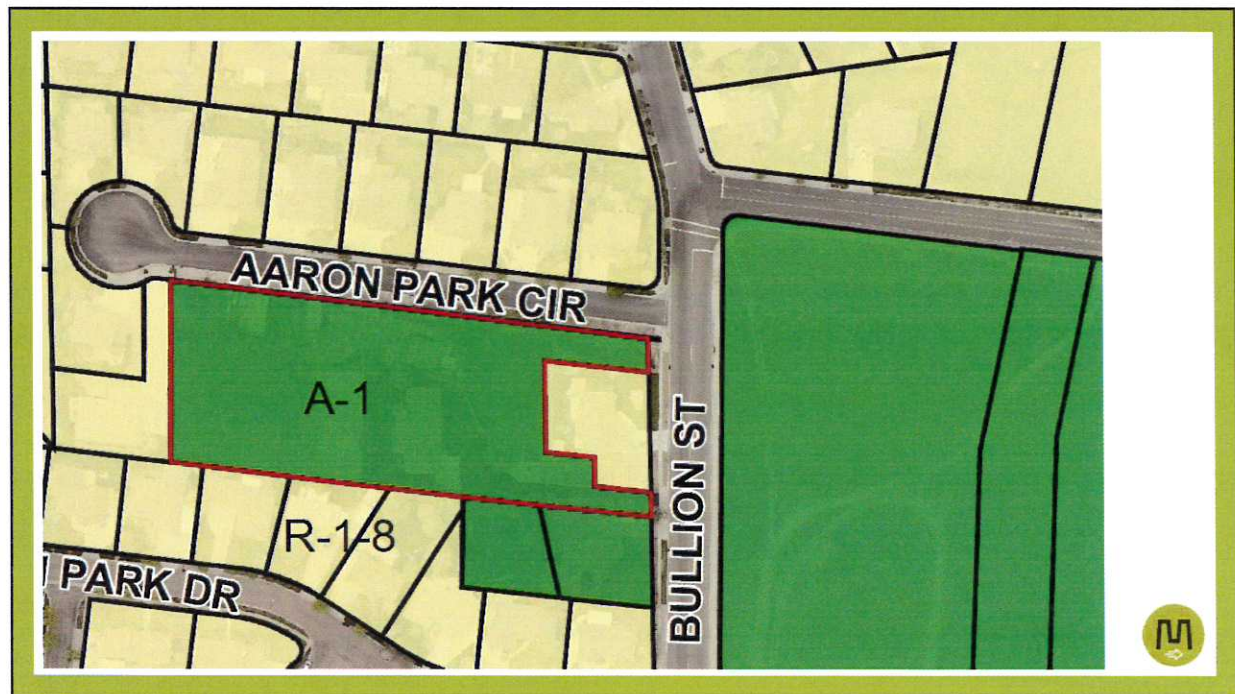 AARON PARK CIR
A-1
BULLION ST
R-1-8
PARK DR
M